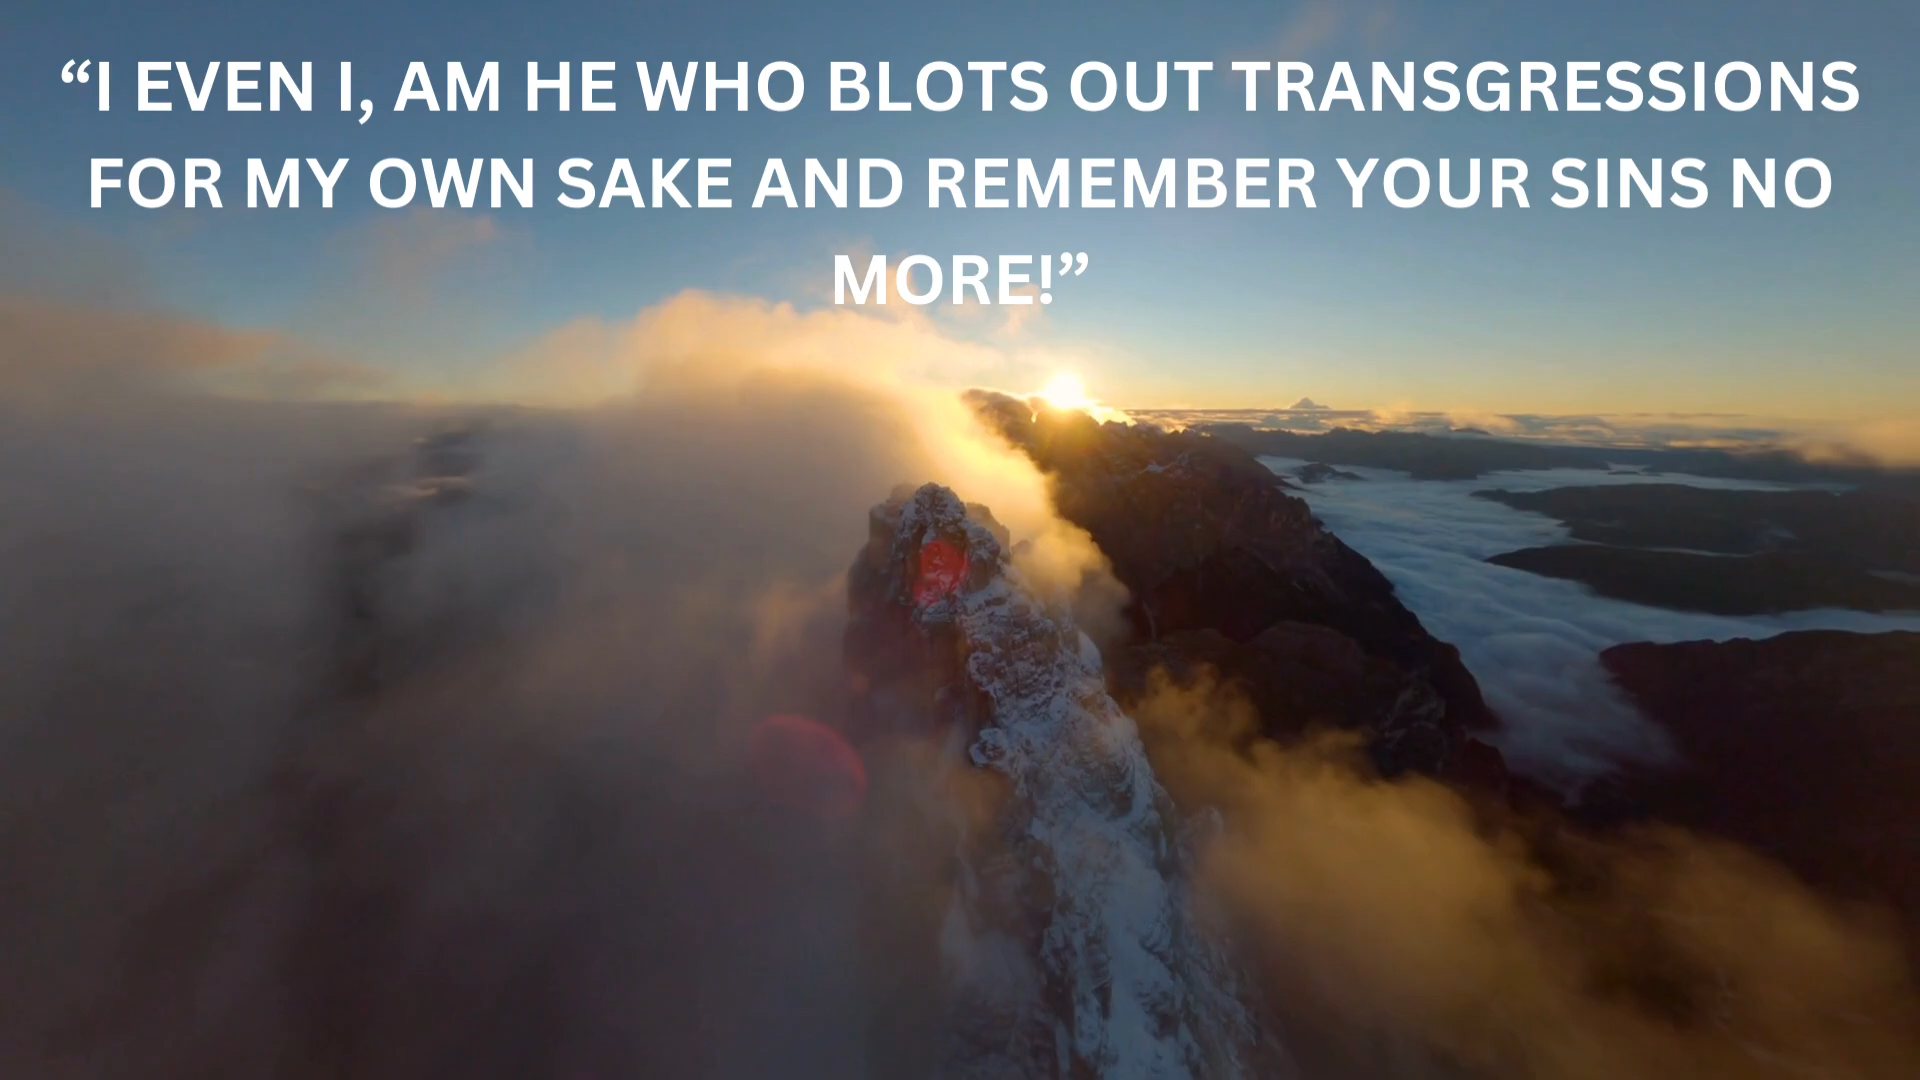 “I EVEN I, AM HE WHO BLOTS OUT TRANSGRESSIONS
FOR MY OWN SAKE AND REMEMBER YOUR SINS NO
MORE!”